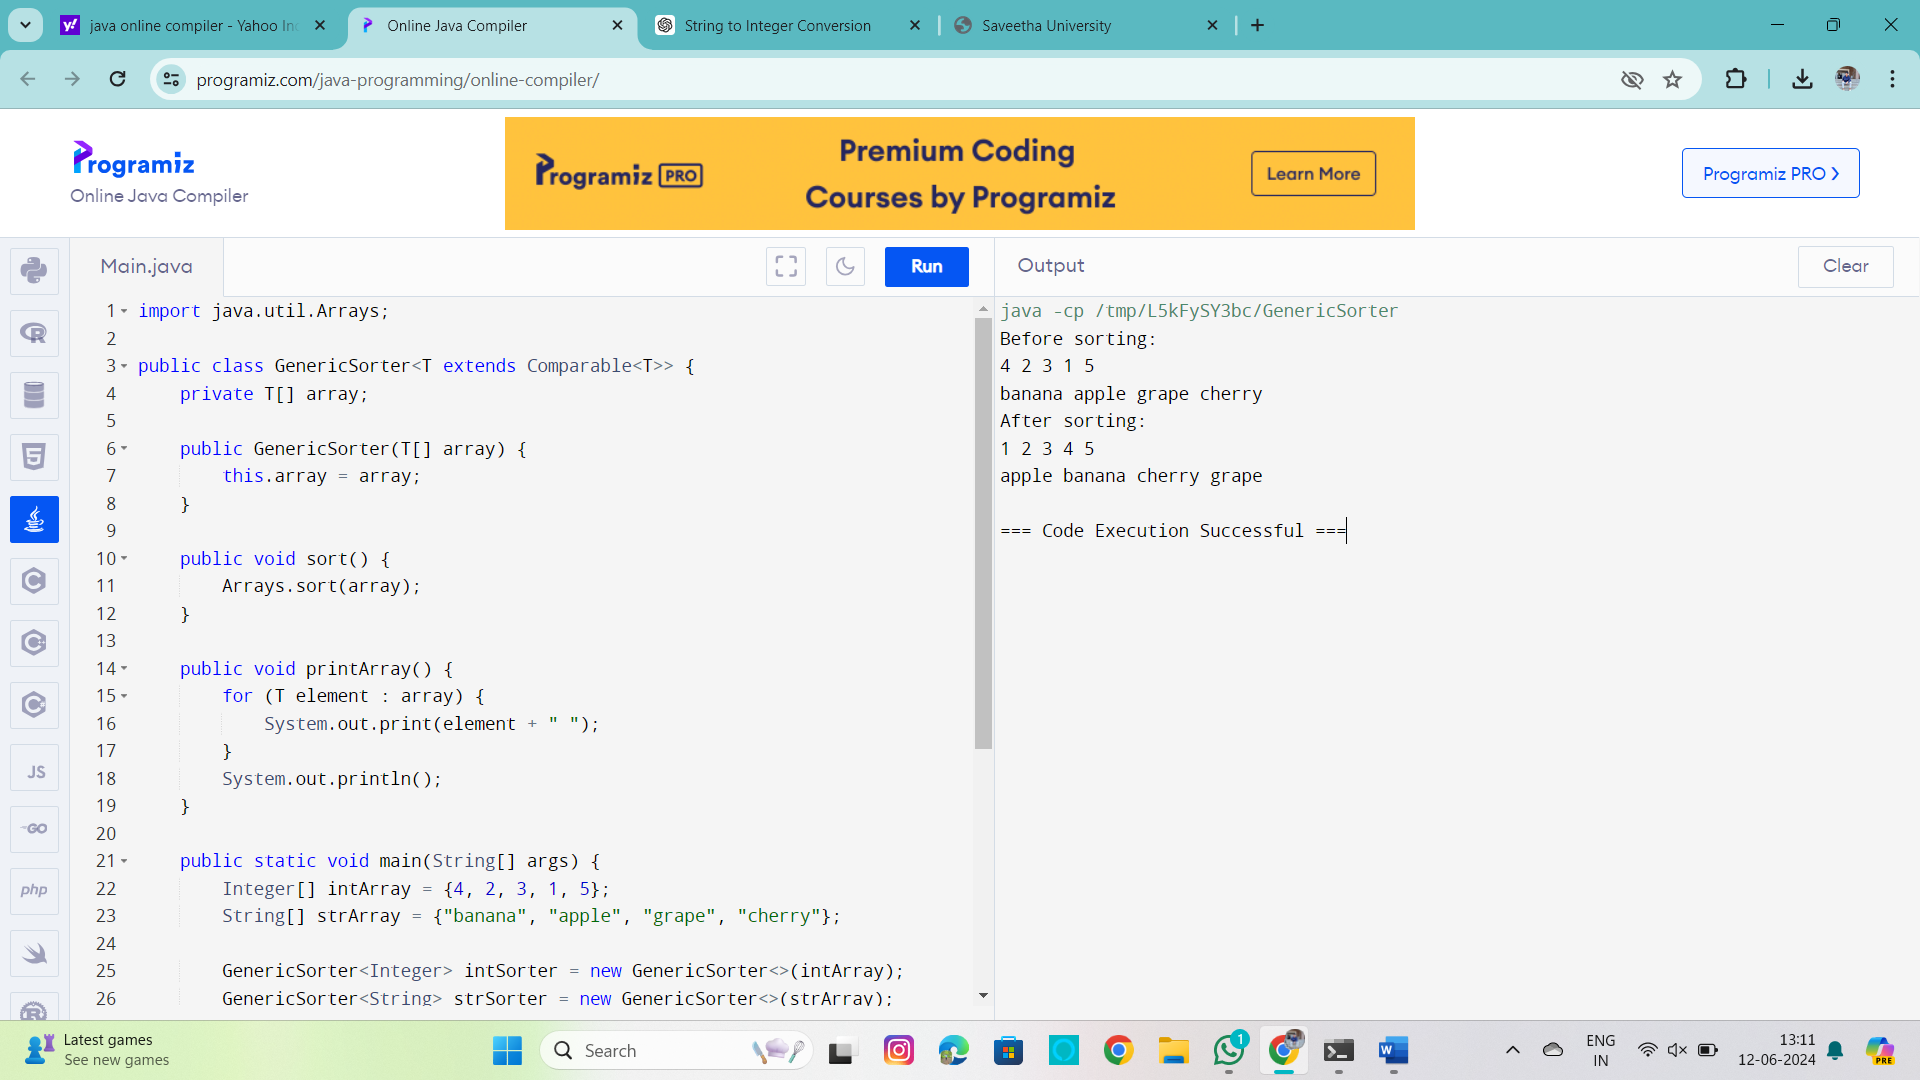 java online compiler - Yahoo In
Online Java Compiler
String to Integer Conversion
Saveetha University
programiz.com/java-programming/online-compiler/
Programiz
Online Java Compiler
Programiz PRO
Premium Coding
Courses by Programiz
Learn More
Programiz PRO
Main.java
Run
Output
Clear
1 import java.util.Arrays;
2
3 public class GenericSorter<T extends Comparable<T>> {
4 private T[] array;
5
6 public GenericSorter(T[] array) {
7 this.array = array;
8 }
9
10 public void sort() {
11 Arrays.sort(array);
12 }
13
14 public void printArray() {
15 for (T element : array) {
16 System.out.print(element + " ");
17 }
18 System.out.println();
19 }
20
21 public static void main(String[] args) {
22 Integer[] intArray = {4, 2, 3, 1, 5};
23 String[] strArray = {"banana", "apple", "grape", "cherry"};
24
25 GenericSorter<Integer> intSorter = new GenericSorter<>(intArray);
26 GenericSorter<String> strSorter = new GenericSorter<>(strArray);
java -cp /tmp/L5kFySY3bc/GenericSorter
Before sorting:
4 2 3 1 5
banana apple grape cherry
After sorting:
1 2 3 4 5
apple banana cherry grape
=== Code Execution Successful ===
JS
GO
php
Latest games
See new games
Search
1
ENG
IN
13:11
12-06-2024
PRE